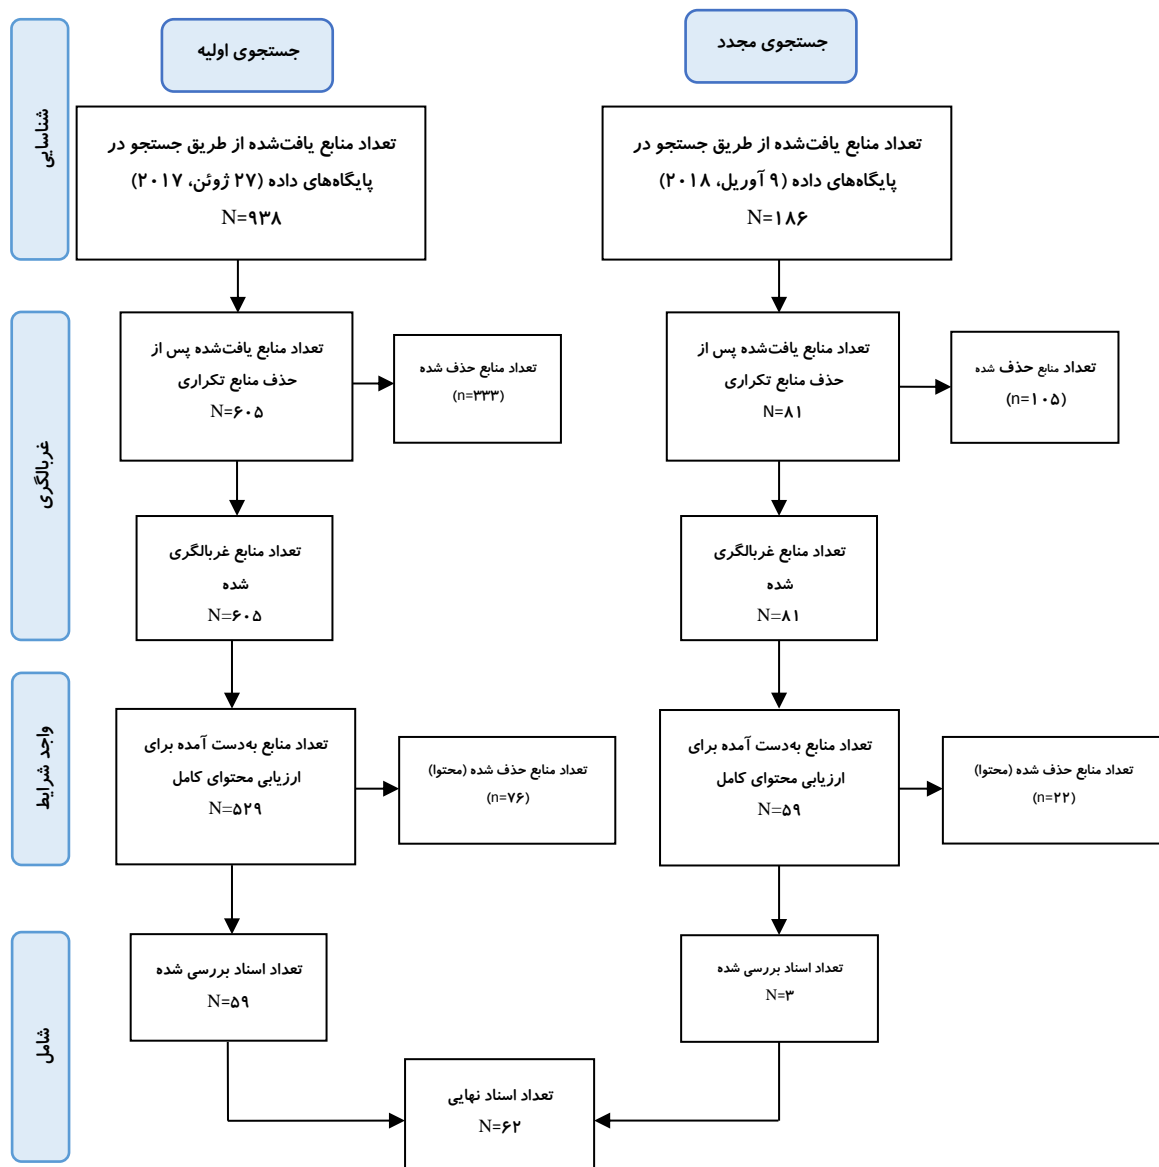 جستجوی مجدد
جستجوی اولیه
شناسایی
تعداد منابع یافت‌شده از طریق جستجو در
پایگاه‌های داده (۹ آوریل، ۲۰۱۸)
N=۱۸۶
تعداد منابع یافت‌شده از طریق جستجو در
پایگاه‌های داده (۲۷ ژوئن، ۲۰۱۷)
N=۹۳۸
غربالگری
تعداد منابع حذف شده
(n=۱۰۵)
تعداد منابع یافت‌شده پس از
حذف منابع تکراری
N=۸۱
تعداد منابع حذف شده
(n=۳۳۳)
تعداد منابع یافت‌شده پس از
حذف منابع تکراری
N=۶۰۵
تعداد منابع غربالگری
شده
N=۸۱
تعداد منابع غربالگری
شده
N=۶۰۵
واجد شرایط
تعداد منابع حذف شده (محتوا)
(n=۲۲)
تعداد منابع به‌دست آمده برای
ارزیابی محتوای کامل
N=۵۹
تعداد منابع حذف شده (محتوا)
(n=۷۶)
تعداد منابع به‌دست آمده برای
ارزیابی محتوای کامل
N=۵۲۹
شامل
تعداد اسناد بررسی شده
N=۳
تعداد اسناد بررسی شده
N=۵۹
تعداد اسناد نهایی
N=۶۲